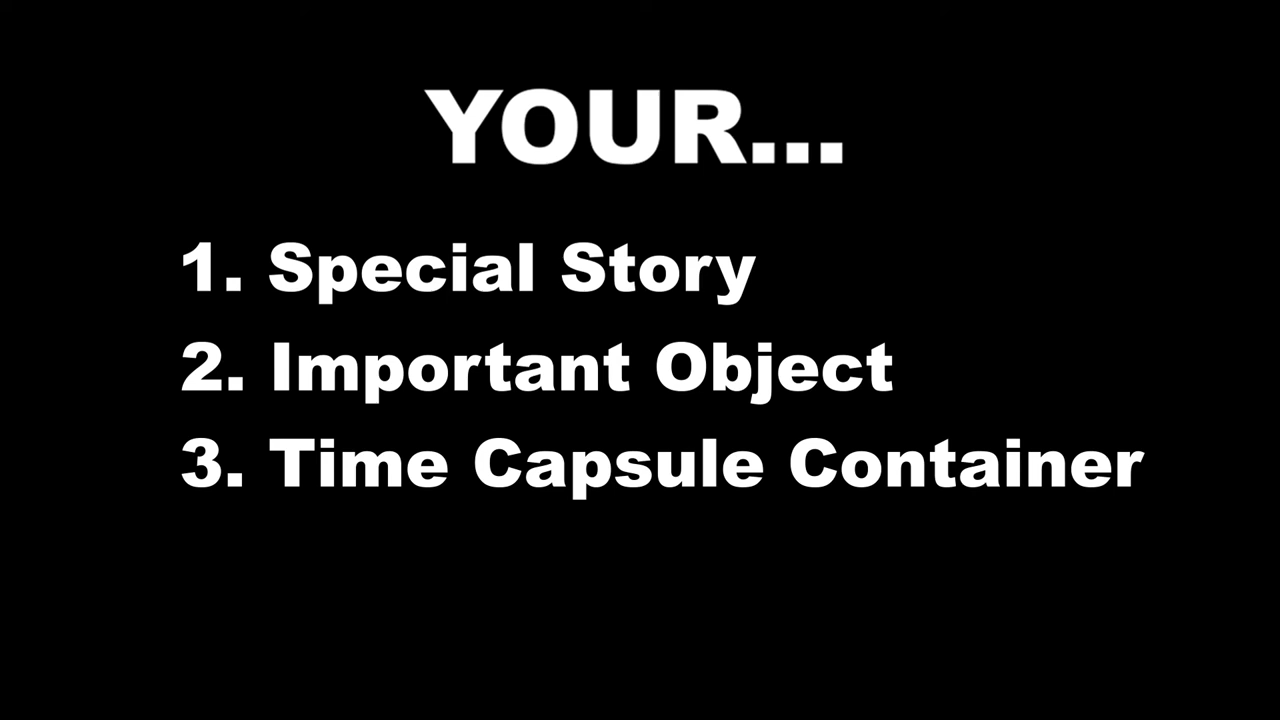 YOUR...
1. Special Story
2. Important Object
3. Time Capsule Container